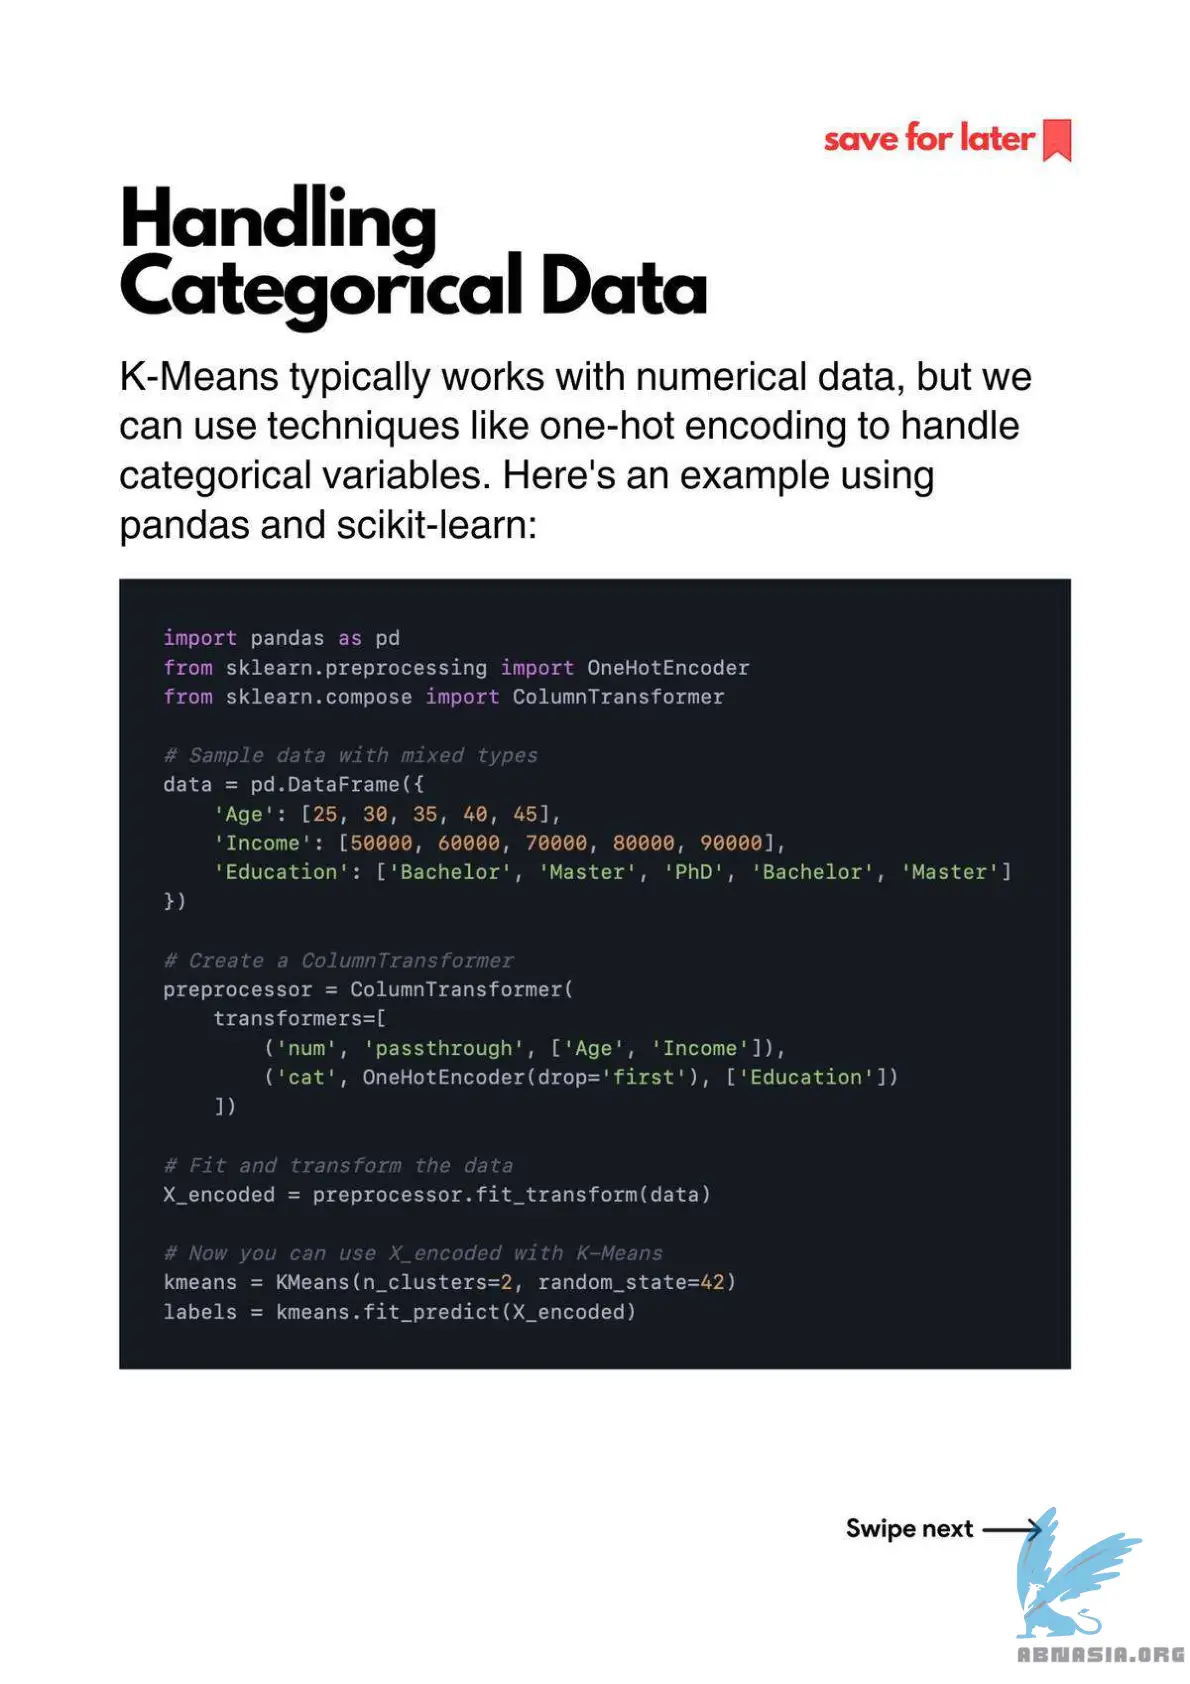 save for later
Handling
Categorical Data
K-Means typically works with numerical data, but we
can use techniques like one-hot encoding to handle
categorical variables. Here's an example using
pandas and scikit-learn:
import pandas as pd
from sklearn.preprocessing import OneHotEncoder
from sklearn.compose import ColumnTransformer
# Sample data with mixed types
data = pd.DataFrame({
    'Age': [25, 30, 35, 40, 45],
    'Income': [50000, 60000, 70000, 80000, 90000],
    'Education': ['Bachelor', 'Master', 'PhD', 'Bachelor', 'Master']
})
# Create a ColumnTransformer
preprocessor = ColumnTransformer(
    transformers=[
        ('num', 'passthrough', ['Age', 'Income']),
        ('cat', OneHotEncoder(drop='first'), ['Education'])
    ])
# Fit and transform the data
X_encoded = preprocessor.fit_transform(data)
# Now you can use X_encoded with K-Means
kmeans = KMeans(n_clusters=2, random_state=42)
labels = kmeans.fit_predict(X_encoded)
Swipe next
ABNASIA.ORG